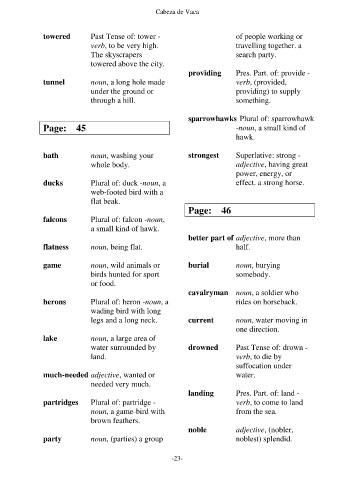 Cabeza de Vaca
towered Past Tense of: tower -
verb, to be very high.
The skyscrapers
towered above the city.
tunnel noun, a long hole made
under the ground or
through a hill.
Page: 45
bath noun, washing your
whole body.
ducks Plural of: duck -noun, a
web-footed bird with a
flat beak.
falcons Plural of: falcon -noun,
a small kind of hawk.
flatness noun, being flat.
game noun, wild animals or
birds hunted for sport
or food.
herons Plural of: heron -noun, a
wading bird with long
legs and a long neck.
lake noun, a large area of
water surrounded by
land.
much-needed adjective, wanted or
needed very much.
partridges Plural of: partridge -
noun, a game-bird with
brown feathers.
party noun, (parties) a group
of people working or
travelling together. a
search party.
providing Pres. Part. of: provide -
verb, (provided,
providing) to supply
something.
sparrowhawks Plural of: sparrowhawk
-noun, a small kind of
hawk.
strongest Superlative: strong -
adjective, having great
power, energy, or
effect. a strong horse.
Page: 46
better part of adjective, more than
half.
burial noun, burying
somebody.
cavalryman noun, a soldier who
rides on horseback.
current noun, water moving in
one direction.
drowned Past Tense of: drown -
verb, to die by
suffocation under
water.
landing Pres. Part. of: land -
verb, to come to land
from the sea.
noble adjective, (nobler,
noblest) splendid.
-23-